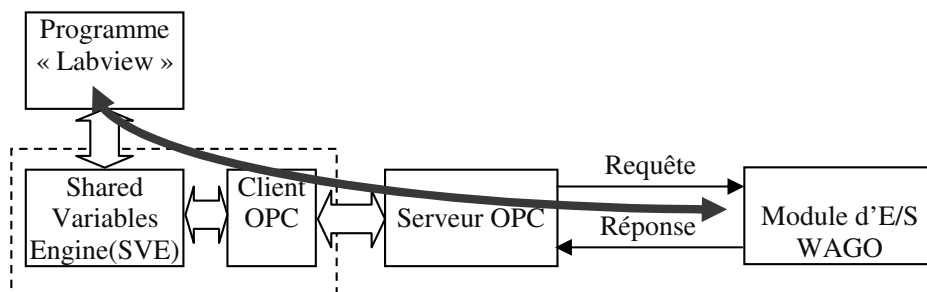 Programme
« Labview »
Shared
Variables
Engine(SVE)
Client
OPC
Serveur OPC
Requête
Réponse
Module d'E/S
WAGO